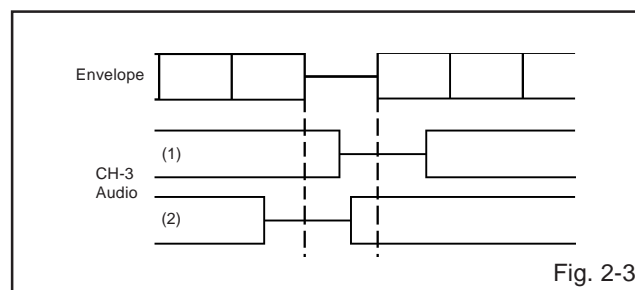 Envelope
(1)
CH-3
Audio
(2)
Fig. 2-3